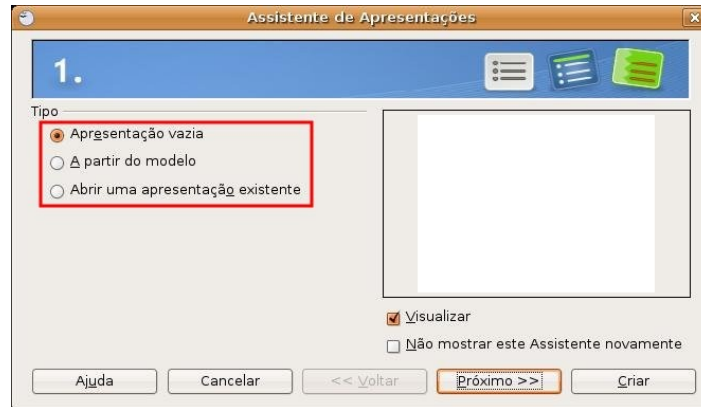 Assistente de Apresentações
1.
Tipo
Apresentação vazia
A partir do modelo
Abrir uma apresentação existente
Visualizar
Não mostrar este Assistente novamente
Ajuda Cancelar << Voltar Próximo >> Criar